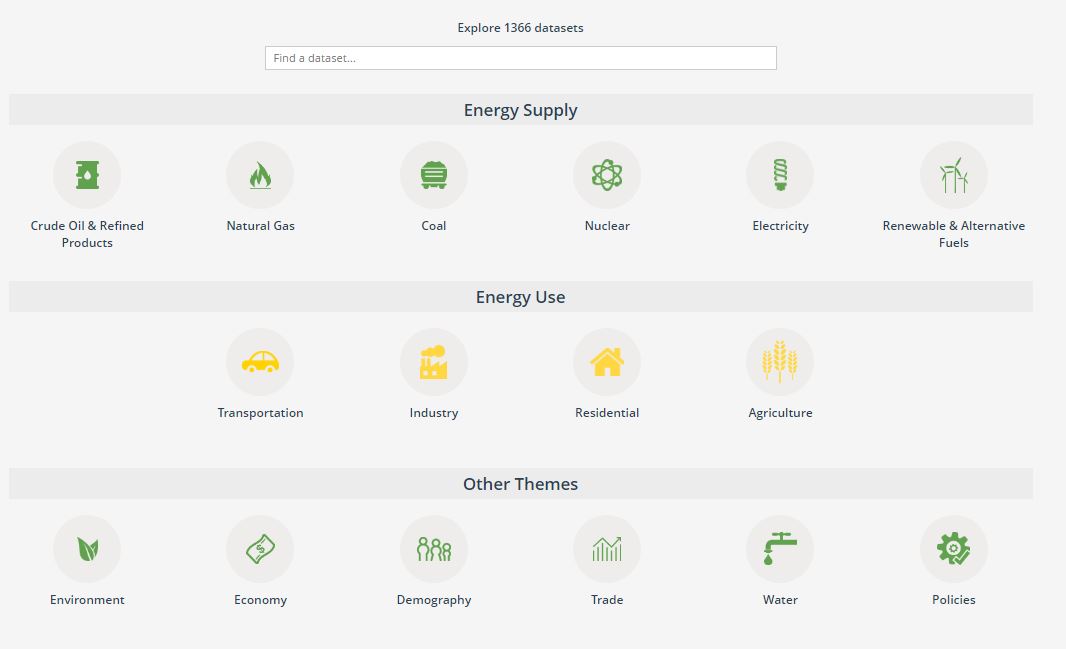 Explore 1366 datasets
Find a dataset...
Energy Supply
Crude Oil & Refined
Products
Natural Gas
Coal
Nuclear
Electricity
Renewable & Alternative
Fuels
Energy Use
Transportation
Industry
Residential
Agriculture
Other Themes
Environment
Economy
Demography
Trade
Water
Policies